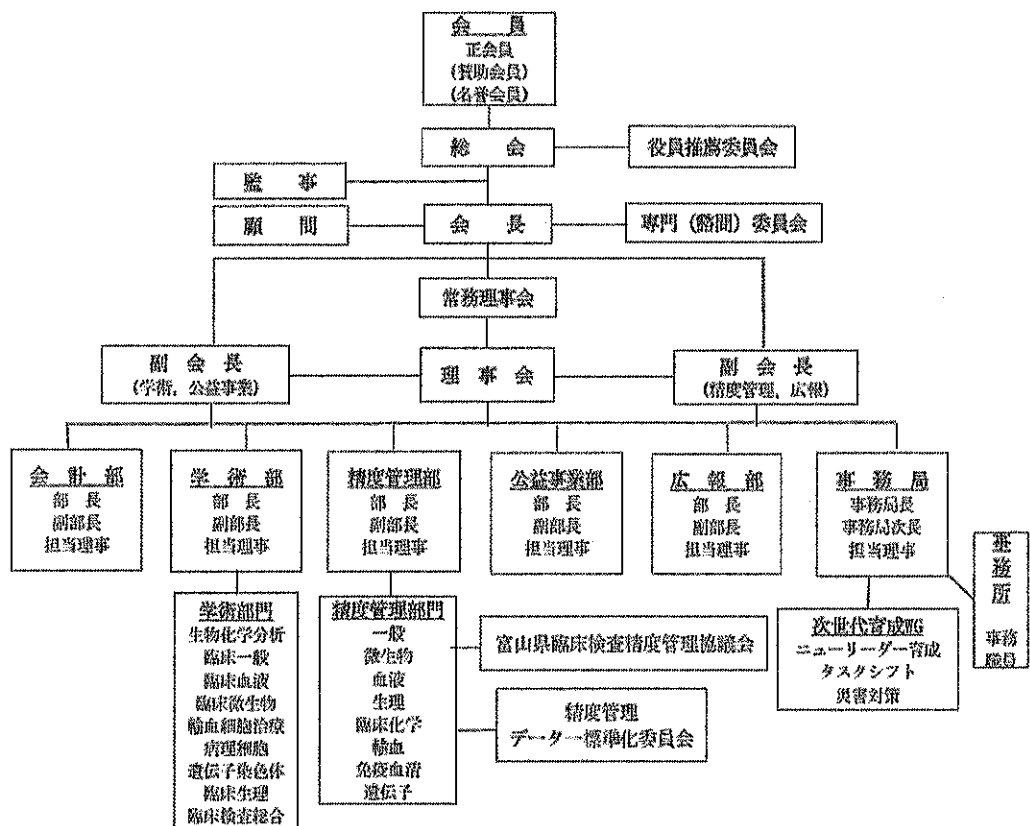 会　員
正会員
(賛助会員)
(名誉会員)
総　会
役員推薦委員会
監　事
顧　問
会　長
専門（諮問）委員会
常務理事会
副　会　長
(学術，公益事業)
理　事　会
副　会　長
(精度管理，広報)
会　計　部
部　長
副部長
担当理事
学　術　部
部　長
副部長
担当理事
精度管理部
部　長
副部長
担当理事
公益事業部
部　長
副部長
担当理事
広　報　部
部　長
副部長
担当理事
事　務　局
事務局長
事務局次長
担当理事
事務所　事務職員
学術部門
生物化学分析
臨床一般
臨床血液
臨床微生物
輸血細胞治療
病理細胞
遺伝子染色体
臨床生理
臨床検査総合
精度管理部門
一般
微生物
血液
生理
臨床化学
輸血
免疫血清
遺伝子
富山県臨床検査精度管理協議会
精度管理
データー標準化委員会
次世代育成WG
ニューリーダー育成
タスクシフト
災害対策